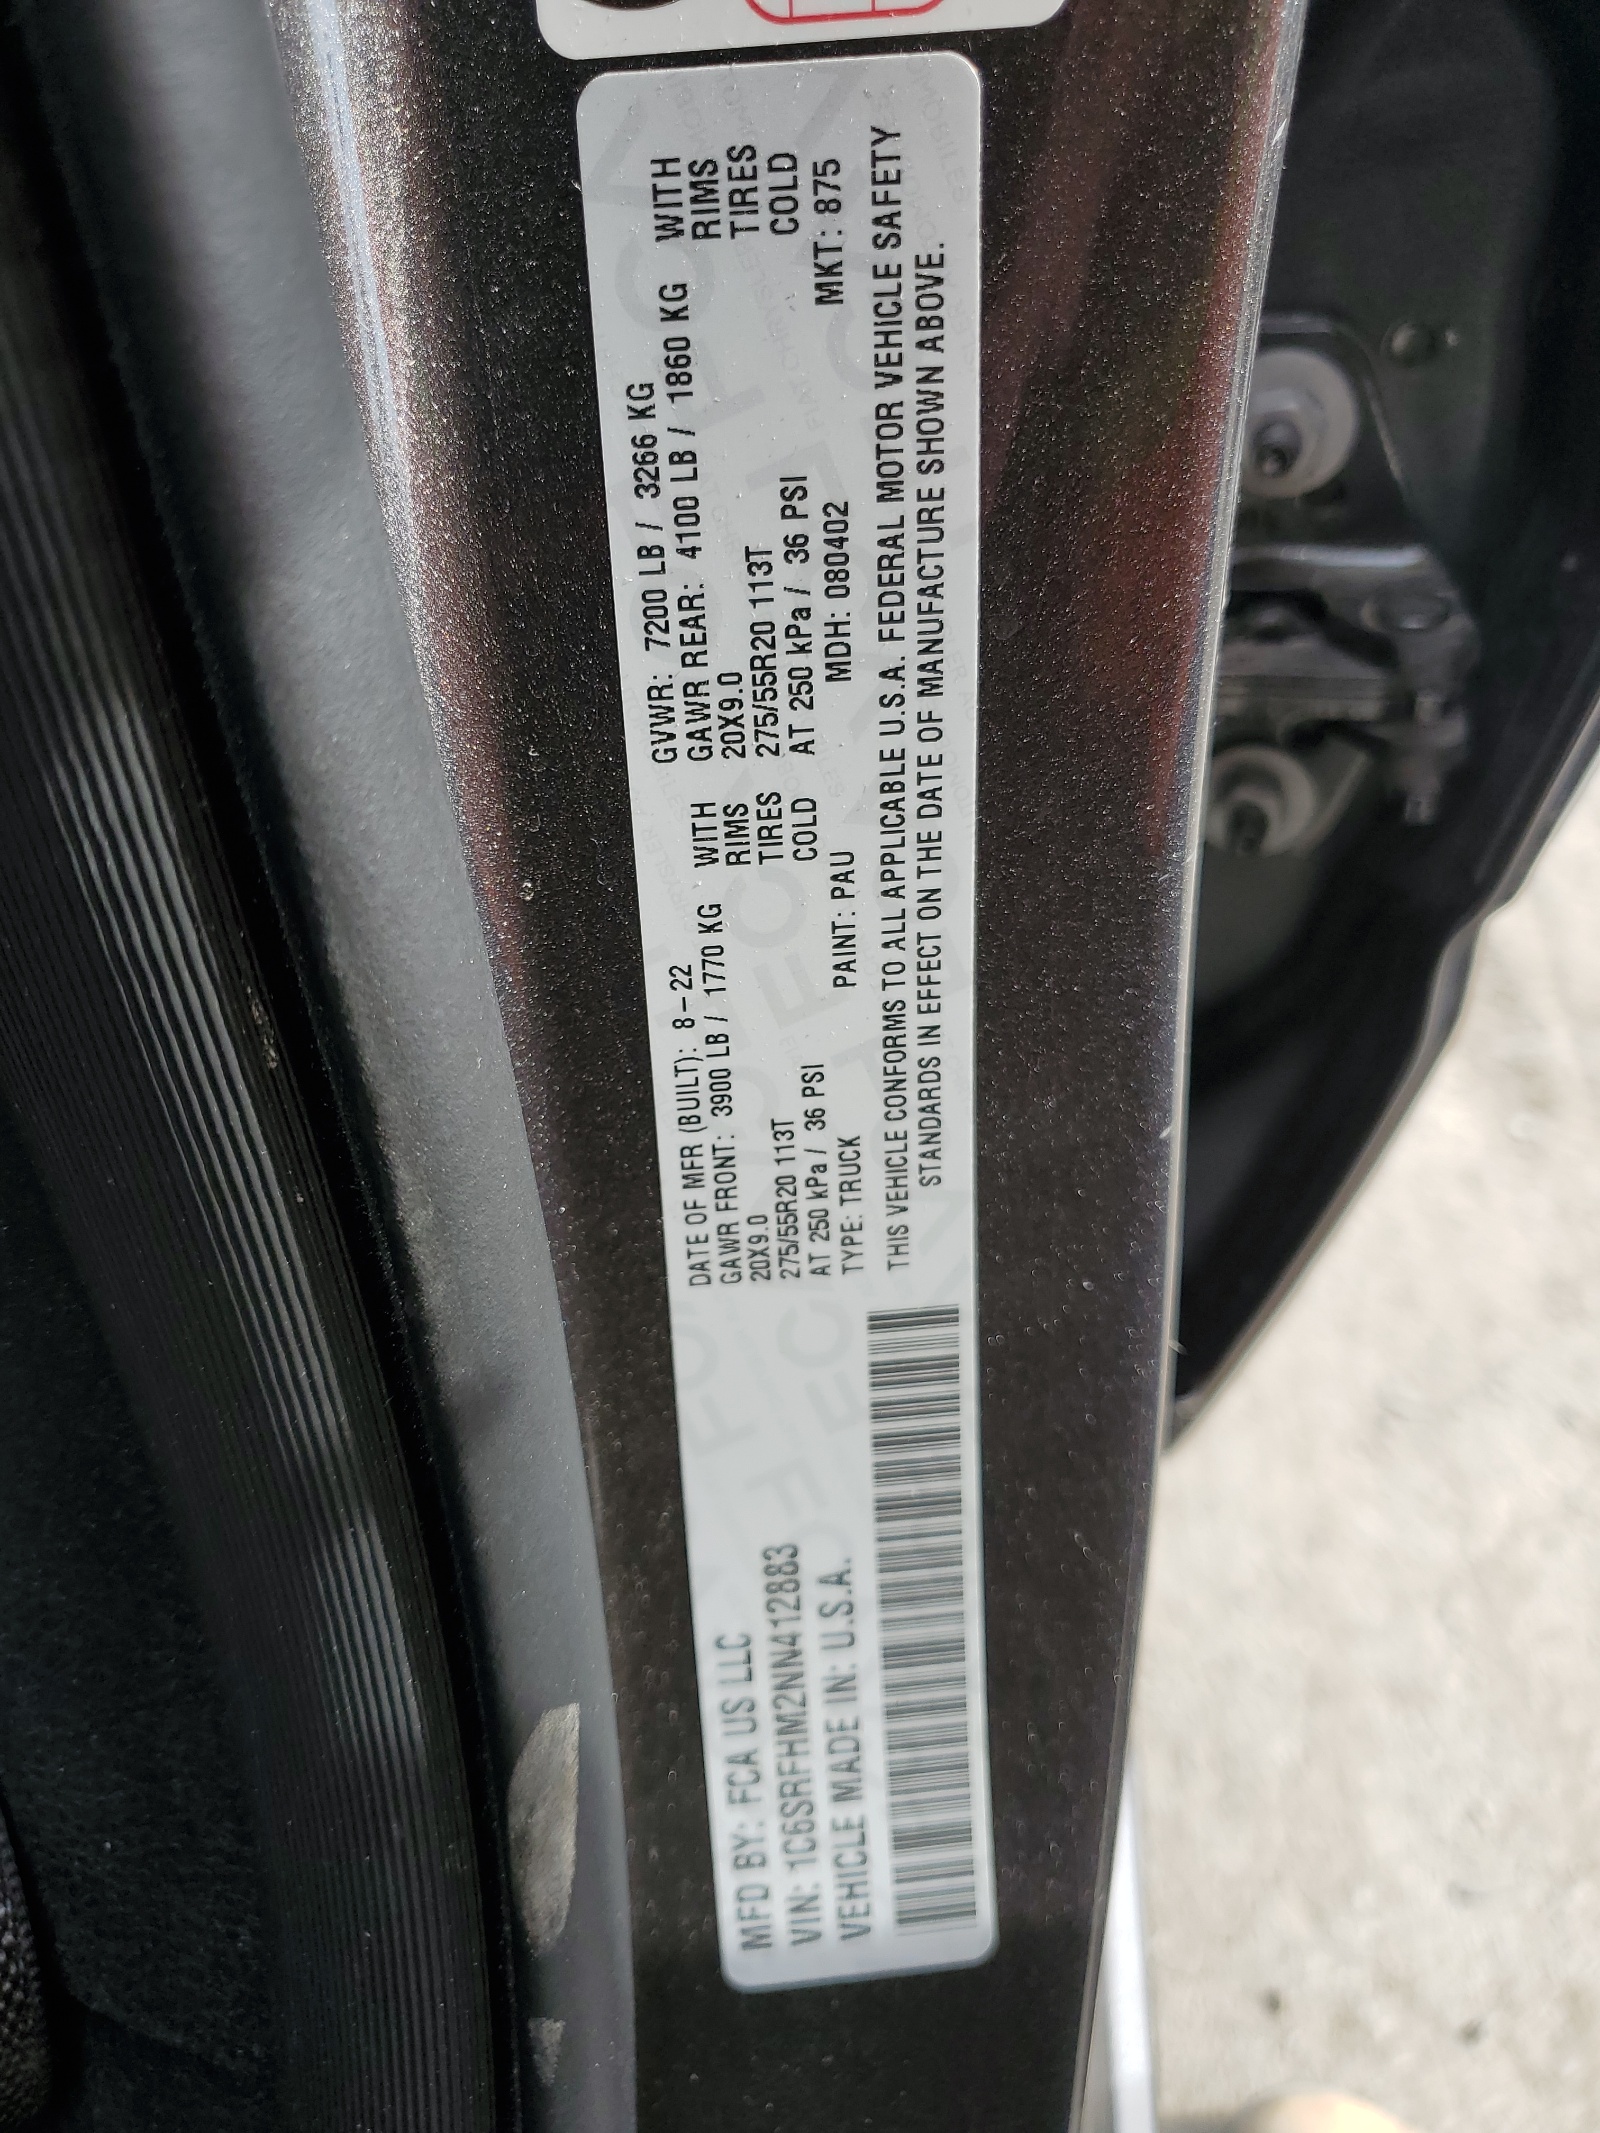 MFD BY: FCA US LLC
VIN: 1C6SRFHM2NN412883
VEHICLE MADE IN: U.S.A.
DATE OF MFR (BUILT): 8-22 GVWR: 7200 LB / 3266 KG
GAWR FRONT: 3900 LB / 1770 KG WITH GAWR REAR: 4100 LB / 1860 KG WITH
20X9.0 RIMS 20X9.0 RIMS
275/55R20 113T TIRES 275/55R20 113T TIRES
AT 250 kPa / 36 PSI COLD AT 250 kPa / 36 PSI COLD
TYPE: TRUCK PAINT: PAU MDH: 080402 MKT: 875
THIS VEHICLE CONFORMS TO ALL APPLICABLE U.S.A. FEDERAL MOTOR VEHICLE SAFETY
STANDARDS IN EFFECT ON THE DATE OF MANUFACTURE SHOWN ABOVE.